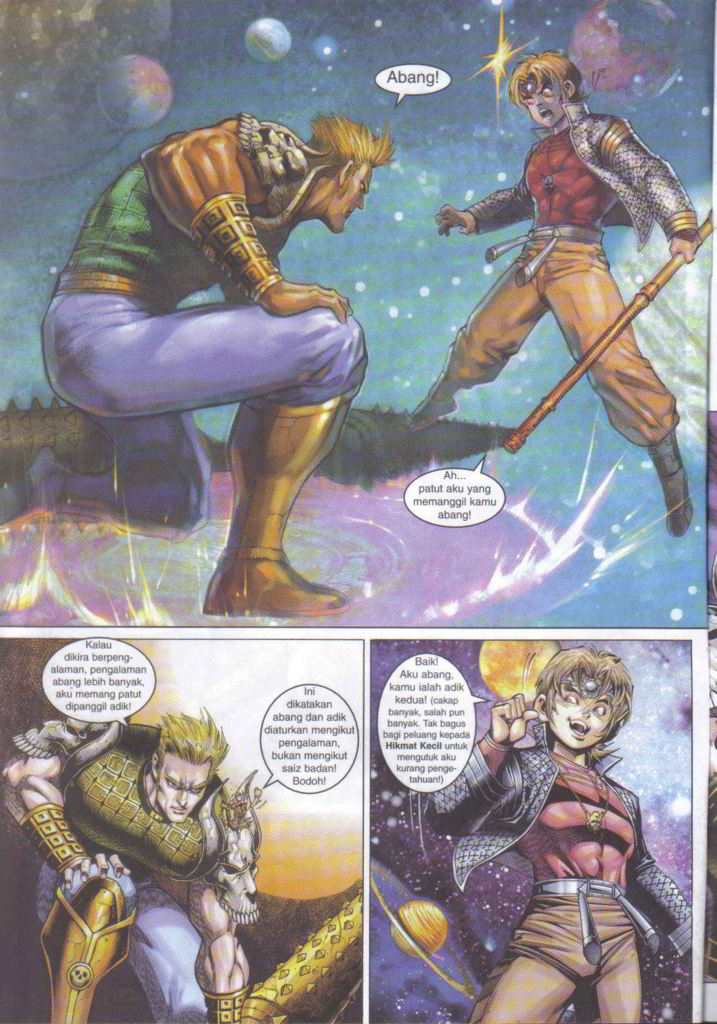 Abang!
Ah...
patut aku yang
memanggil kamu
abang!
Kalau
dikira berpeng-
alaman, pengalaman
abang lebih banyak,
aku memang patut
dipanggil adik!
Ini
dikatakan
abang dan adik
diaturkan mengikut
pengalaman,
bukan mengikut
saiz badan!
Bodoh!
Baik!
Aku abang,
kamu ialah adik
kedua! (cakap
banyak, salah pun
banyak. Tak bagus
bagi peluang kepada
Hikmat Kecil untuk
mengutuk aku
kurang penge-
tahuan!)